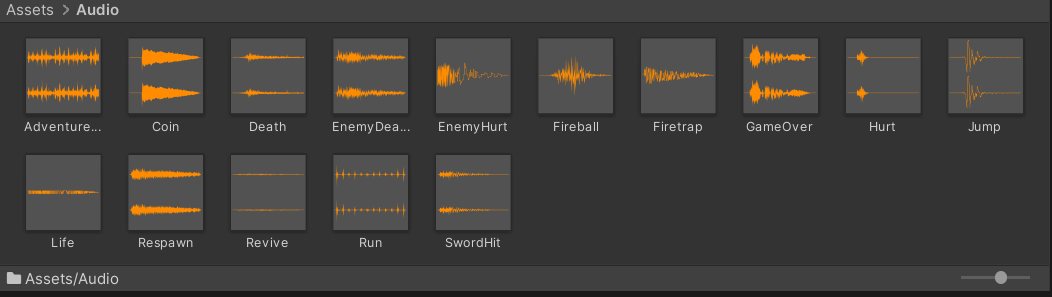 Assets > Audio
Adventure... Coin Death EnemyDea... EnemyHurt Fireball Firetrap GameOver Hurt Jump
Life Respawn Revive Run SwordHit
Assets/Audio